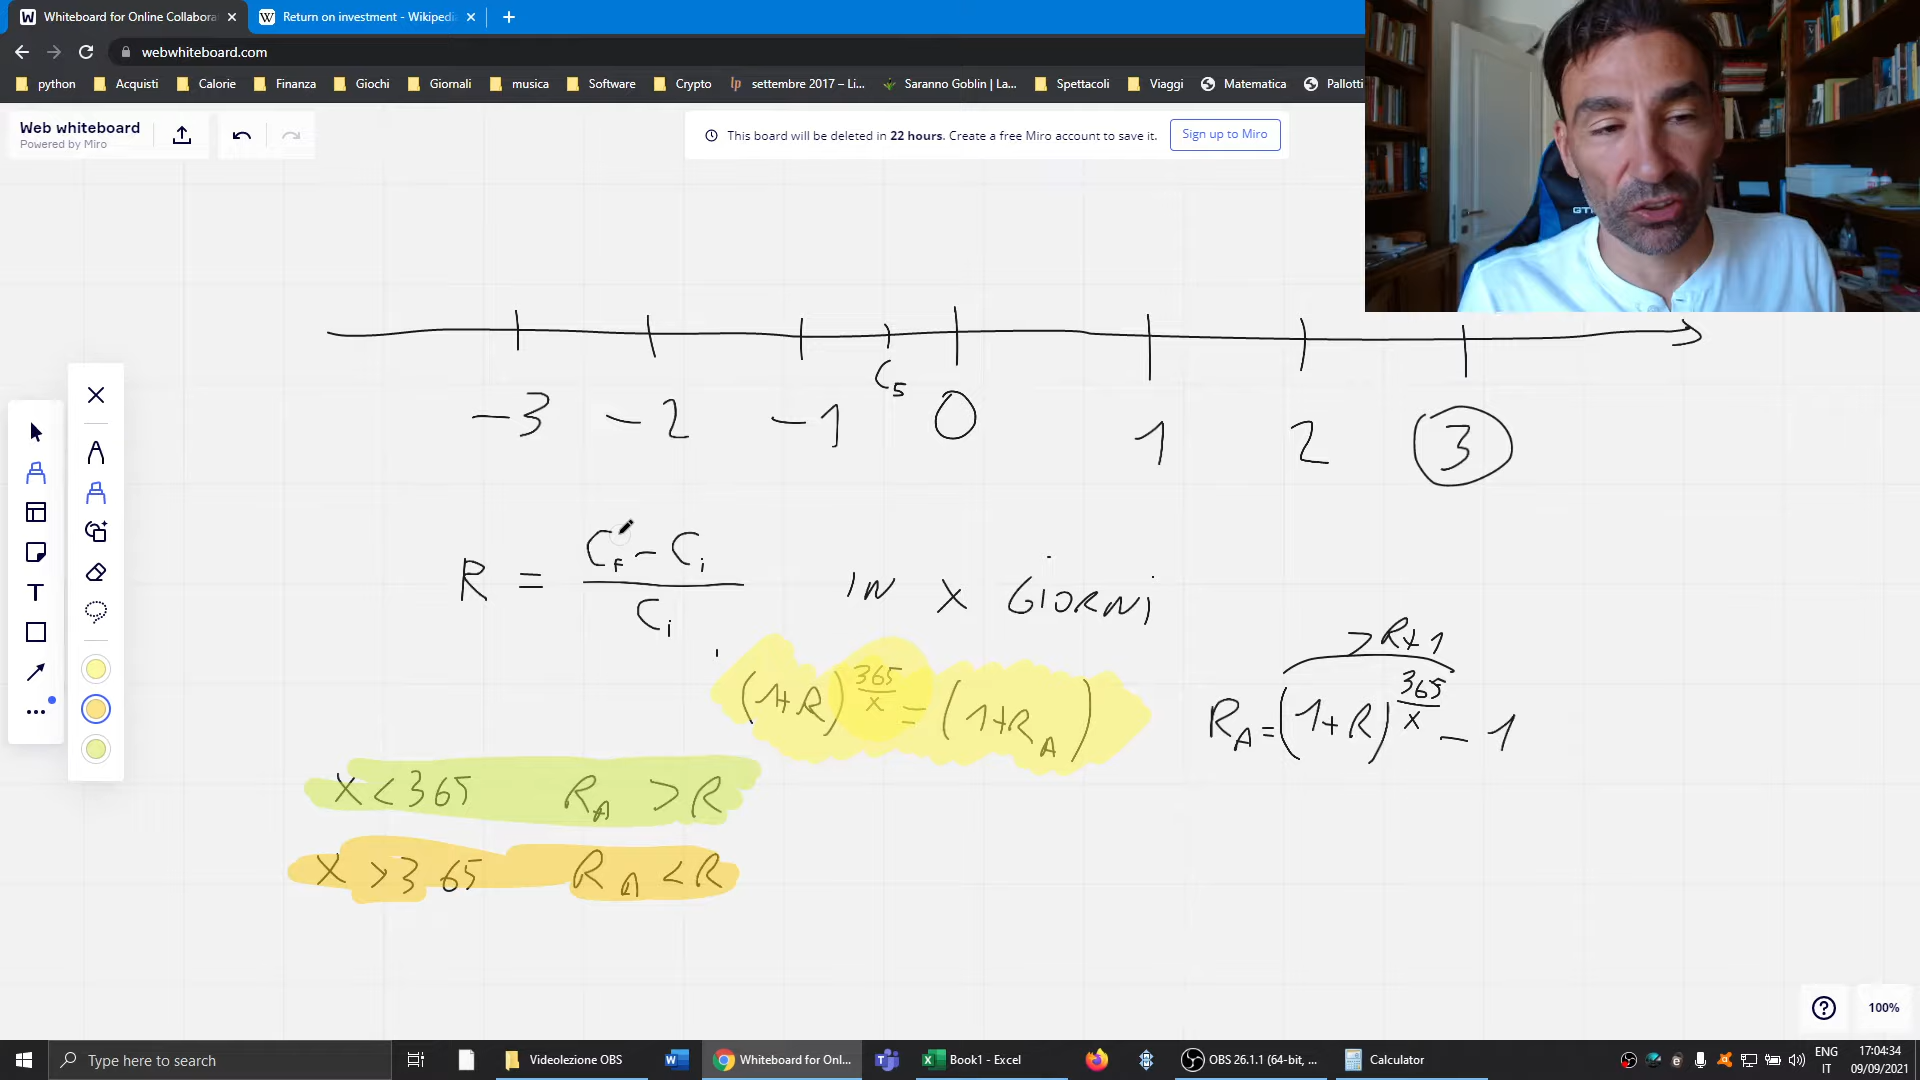 Whiteboard for Online Collabora
Return on investment - Wikipedi
webwhiteboard.com
python Acquisti Calorie Finanza Giochi Giornali musica Software Crypto settembre 2017 – Li... Saranno Goblin | La... Spettacoli Viaggi Matematica Pallotti
Web whiteboard
Powered by Miro
This board will be deleted in 22 hours. Create a free Miro account to save it.
Sign up to Miro
GT
C5
-3 -2 -1 0 1 2 3
R = (CF - Ci) / Ci IN X GIORNI
> R+1
(1+R)^(365/x) = (1+RA)
RA = (1+R)^(365/x) - 1
X < 365 RA > R
X > 365 RA < R
100%
Type here to search
Videolezione OBS
Whiteboard for Onl...
Book1 - Excel
OBS 26.1.1 (64-bit, ...
Calculator
ENG
IT
17:04:34
09/09/2021